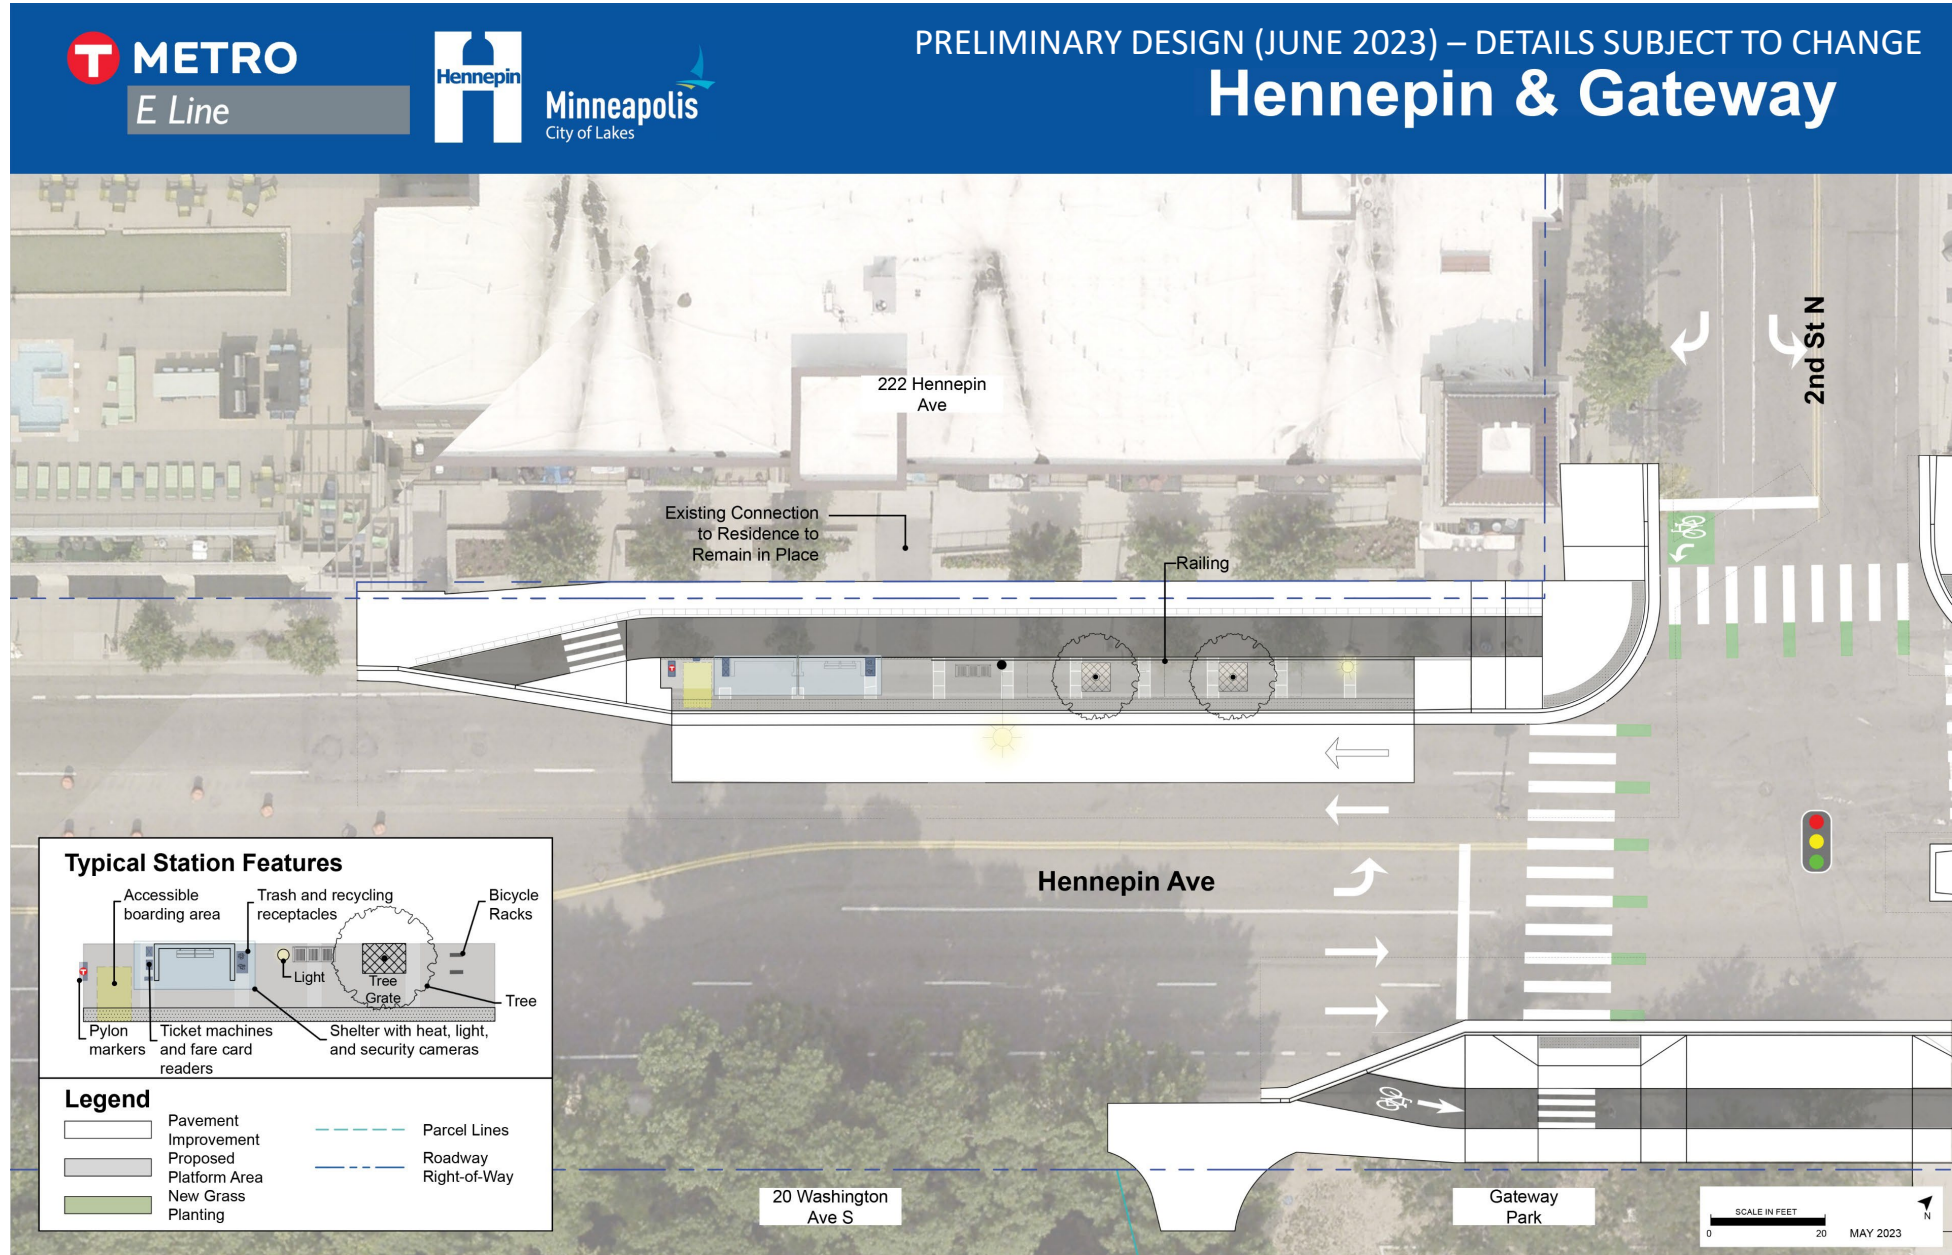 T METRO
E Line
Hennepin
Minneapolis
City of Lakes
PRELIMINARY DESIGN (JUNE 2023) – DETAILS SUBJECT TO CHANGE
Hennepin & Gateway
222 Hennepin
Ave
2nd St N
Existing Connection
to Residence to
Remain in Place
Railing
T
Hennepin Ave
Typical Station Features
Accessible
boarding area
Trash and recycling
receptacles
Bicycle
Racks
T
Light
Tree
Grate
Tree
Pylon
markers
Ticket machines
and fare card
readers
Shelter with heat, light,
and security cameras
Legend
Pavement
Improvement
Proposed
Platform Area
New Grass
Planting
Parcel Lines
Roadway
Right-of-Way
20 Washington
Ave S
Gateway
Park
SCALE IN FEET
0 20
MAY 2023
N